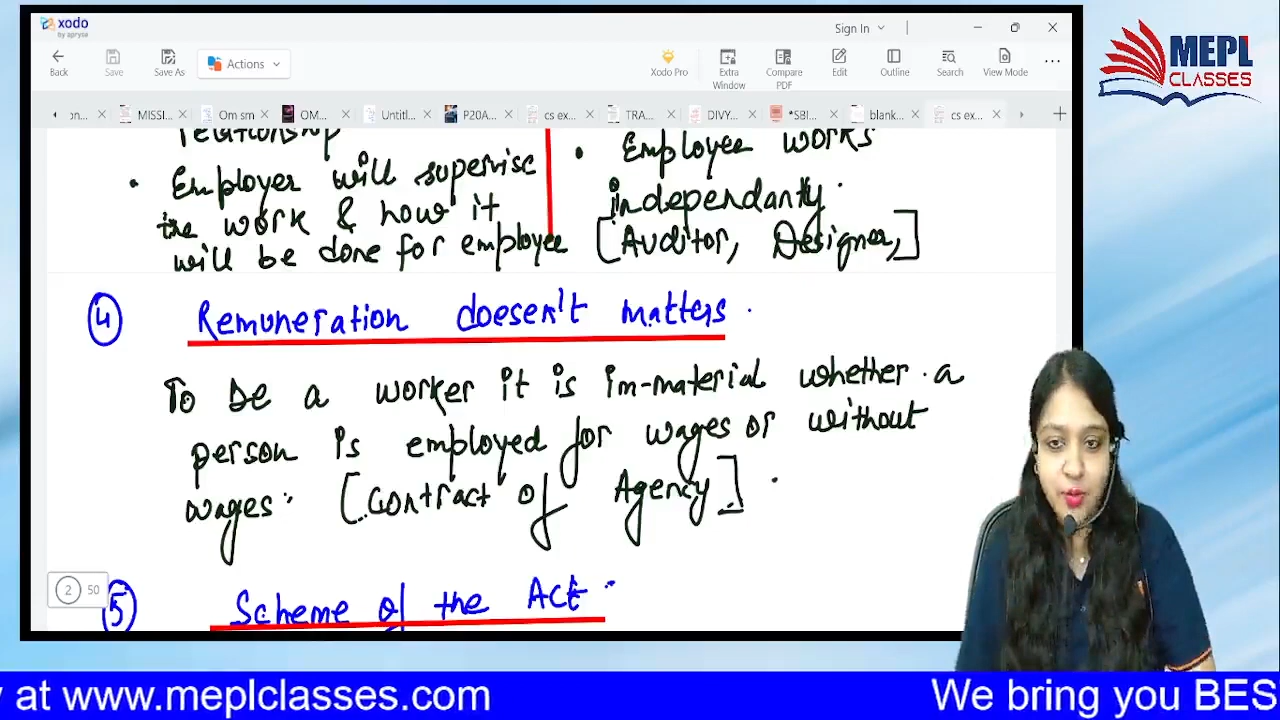 xodo
by apryse
Sign In
Back
Save
Save As
Actions
Xodo Pro
Extra Window
Compare PDF
Edit
Outline
Search
View Mode
on...
MISSI
Om sm
OM...
Untitl
P20A
cs ex
TRA
DIVY
*SBI
blank
cs ex
MEPL
CLASSES
relationship
• Employer will supervise
the work & how it
will be done for employee
• Employee works
independantly.
[Auditor, Designer,]
4 Remuneration doesen't matters.
To be a worker it is im-material whether a
person is employed for wages or without
wages. [Contract of Agency].
2 50
5 Scheme of the Act.
y at www.meplclasses.com
We bring you BES